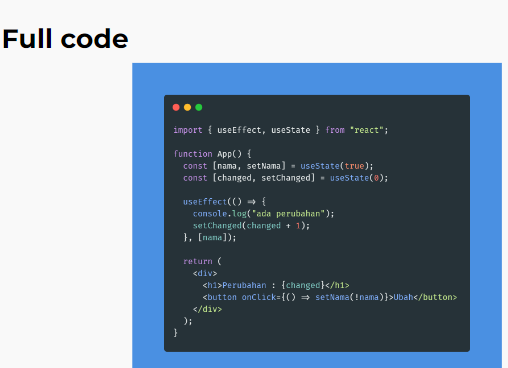 Full code
import { useEffect, useState } from "react";
function App() {
const [nama, setNama] = useState(true);
const [changed, setChanged] = useState(0);
useEffect(() => {
console.log("ada perubahan");
setChanged(changed + 1);
}, [nama]);
return (
<div>
<h1>Perubahan : {changed}</h1>
<button onClick={() => setNama(!nama)}>Ubah</button>
</div>
);
}